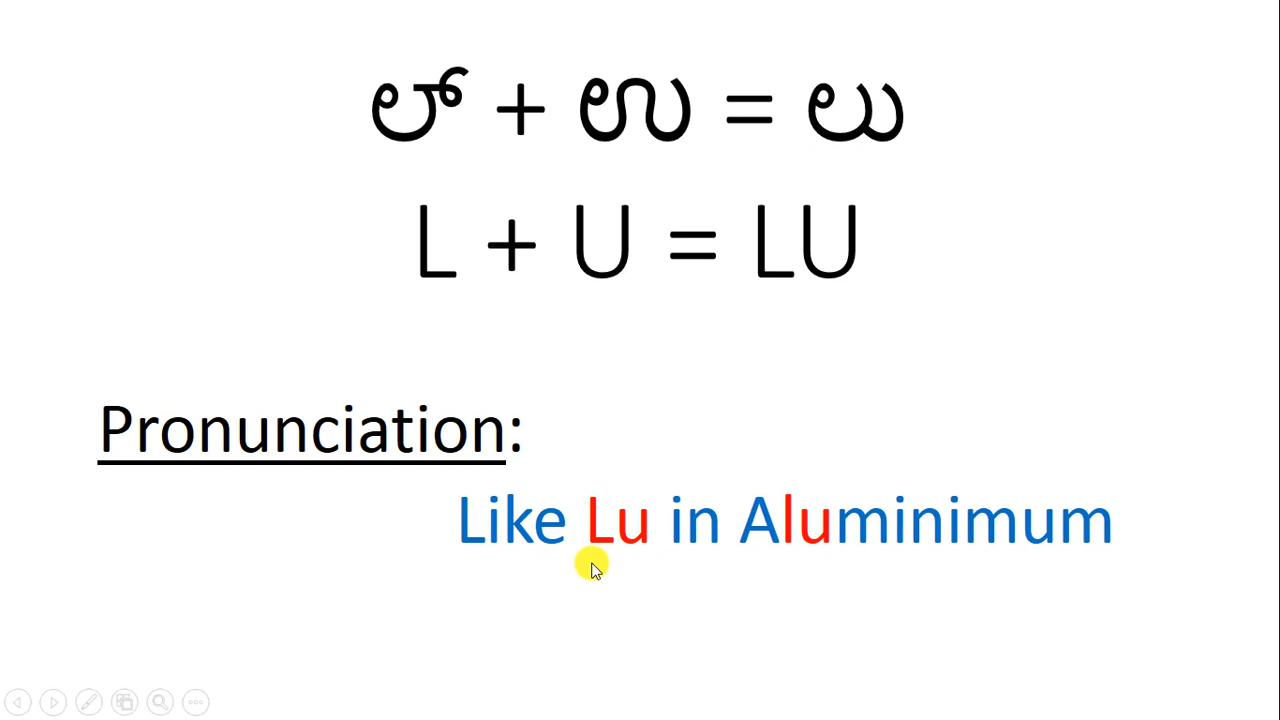 ಲ್ + ಉ = ಲು
L + U = LU
Pronunciation:
Like Lu in Aluminimum